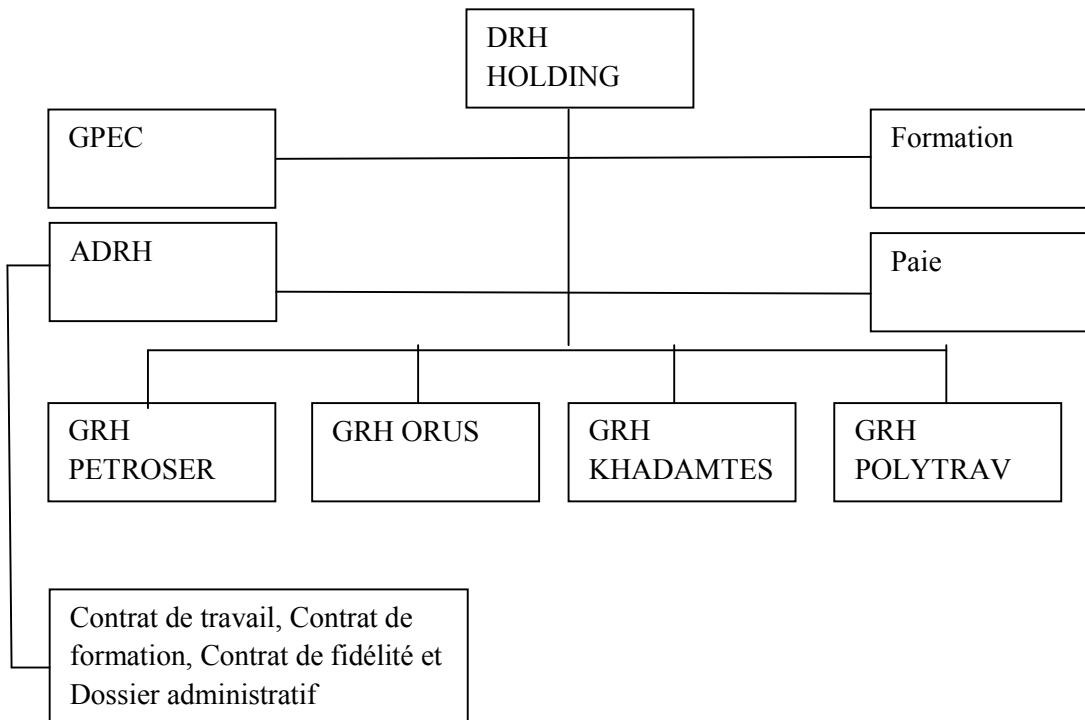 DRH
HOLDING
GPEC
Formation
ADRH
Paie
GRH
PETROSER
GRH ORUS
GRH
KHADAMTES
GRH
POLYTRAV
Contrat de travail, Contrat de
formation, Contrat de fidélité et
Dossier administratif